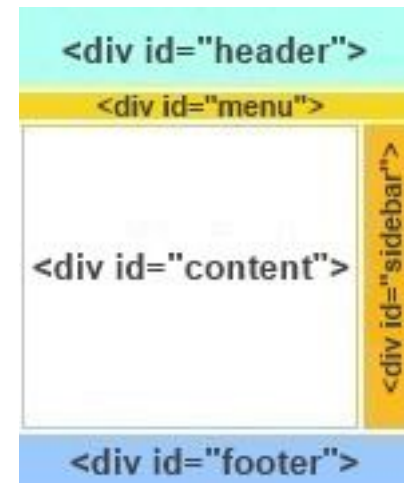 <div id="header">
<div id="menu">
<div id="content">
<div id="sidebar">
<div id="footer">